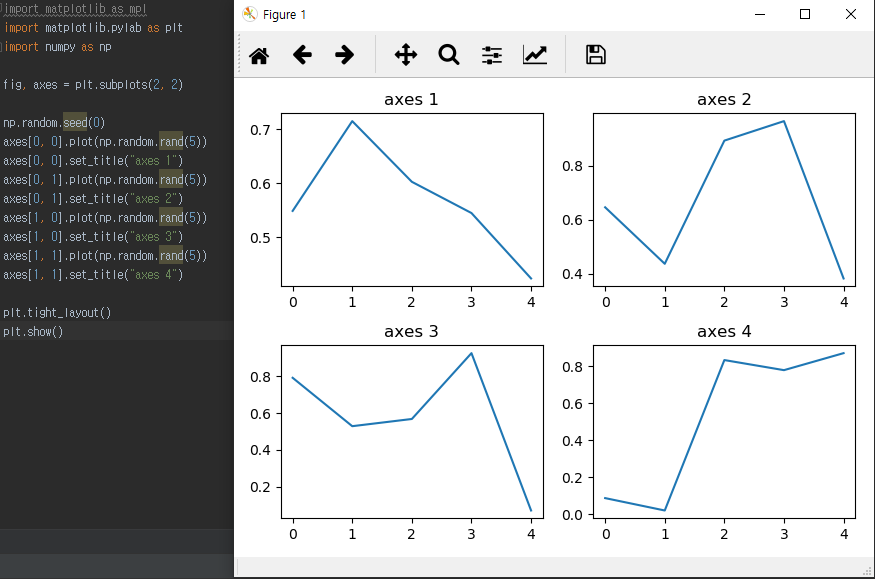 import matplotlib as mpl
import matplotlib.pylab as plt
import numpy as np
fig, axes = plt.subplots(2, 2)
np.random.seed(0)
axes[0, 0].plot(np.random.rand(5))
axes[0, 0].set_title("axes 1")
axes[0, 1].plot(np.random.rand(5))
axes[0, 1].set_title("axes 2")
axes[1, 0].plot(np.random.rand(5))
axes[1, 0].set_title("axes 3")
axes[1, 1].plot(np.random.rand(5))
axes[1, 1].set_title("axes 4")
plt.tight_layout()
plt.show()
Figure 1
axes 1
0.7
0.6
0.5
0 1 2 3 4
axes 2
0.8
0.6
0.4
0 1 2 3 4
axes 3
0.8
0.6
0.4
0.2
0 1 2 3 4
axes 4
0.8
0.6
0.4
0.2
0.0
0 1 2 3 4